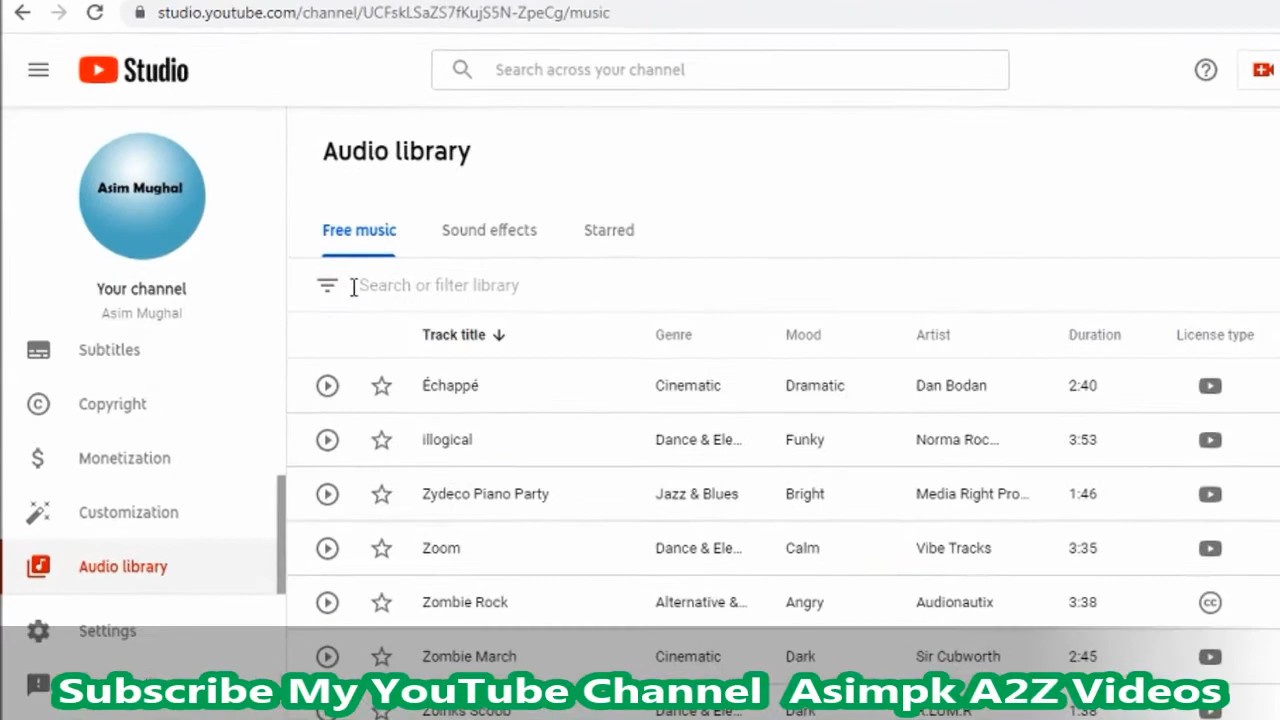 studio.youtube.com/channel/UCFskLSaZS7fKujS5N-ZpeCg/music
Studio
Search across your channel
Asim Mughal
Your channel
Asim Mughal
Subtitles
Copyright
Monetization
Customization
Audio library
Settings
Audio library
Free music Sound effects Starred
Search or filter library
Track title Genre Mood Artist Duration License type
Échappé Cinematic Dramatic Dan Bodan 2:40
illogical Dance & Ele... Funky Norma Roc... 3:53
Zydeco Piano Party Jazz & Blues Bright Media Right Pro... 1:46
Zoom Dance & Ele... Calm Vibe Tracks 3:35
Zombie Rock Alternative &... Angry Audionautix 3:38 cc
Zombie March Cinematic Dark Sir Cubworth 2:45
Subscribe My YouTube Channel Asimpk A2Z Videos